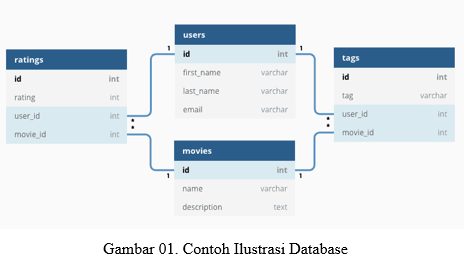 users
id int
first_name varchar
last_name varchar
email varchar
ratings
id int
rating int
user_id int
movie_id int
tags
id int
tag varchar
user_id int
movie_id int
movies
id int
name varchar
description text
1
1
*
*
1
1
Gambar 01. Contoh Ilustrasi Database